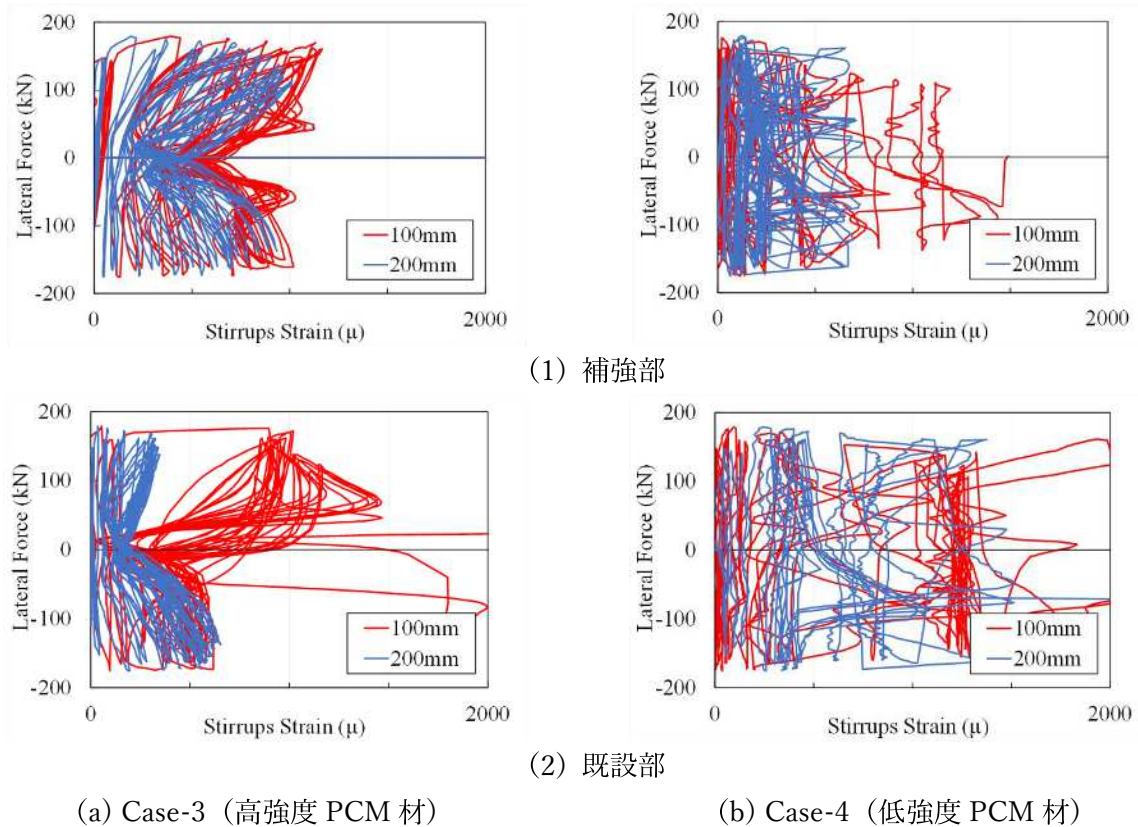 200
100
0
-100
-200
Lateral Force (kN)
100mm
200mm
0
2000
Stirrups Strain (μ)
200
100
0
-100
-200
Lateral Force (kN)
100mm
200mm
0
2000
Stirrups Strain (μ)
(1) 補強部
200
100
0
-100
-200
Lateral Force (kN)
100mm
200mm
0
2000
Stirrups Strain (μ)
200
100
0
-100
-200
Lateral Force (kN)
100mm
200mm
0
2000
Stirrups Strain (μ)
(2) 既設部
(a) Case-3(高強度 PCM 材)
(b) Case-4(低強度 PCM 材)